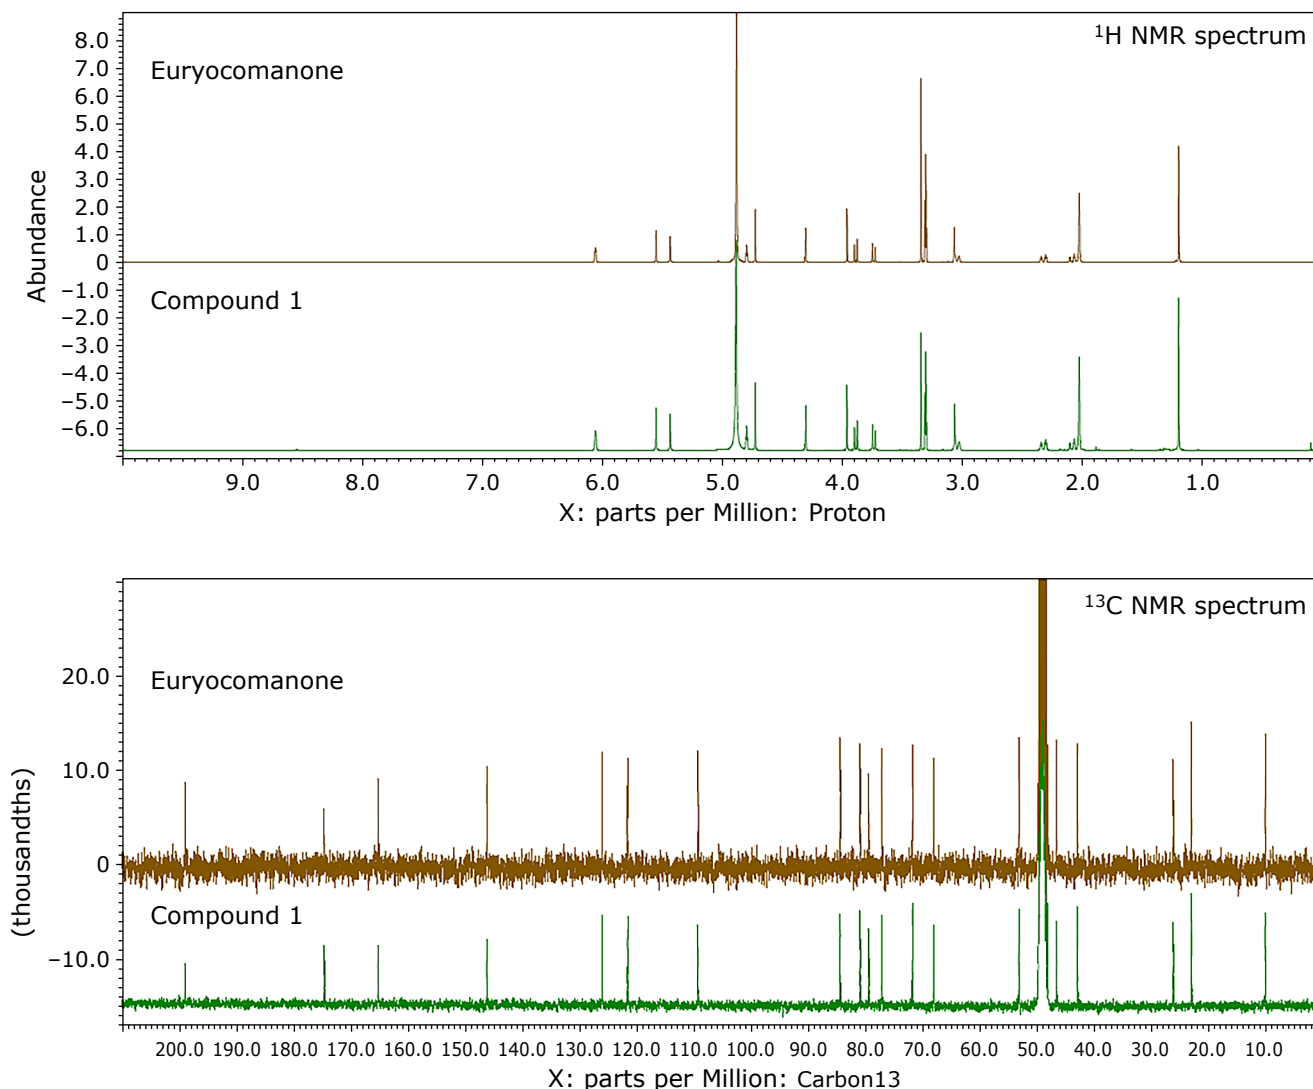 ¹H NMR spectrum
Euryocomanone
Compound 1
Abundance
8.0
7.0
6.0
5.0
4.0
3.0
2.0
1.0
0
−1.0
−2.0
−3.0
−4.0
−5.0
−6.0
9.0 8.0 7.0 6.0 5.0 4.0 3.0 2.0 1.0
X: parts per Million: Proton
¹³C NMR spectrum
Euryocomanone
Compound 1
(thousandths)
20.0
10.0
0
−10.0
200.0 190.0 180.0 170.0 160.0 150.0 140.0 130.0 120.0 110.0 100.0 90.0 80.0 70.0 60.0 50.0 40.0 30.0 20.0 10.0
X: parts per Million: Carbon13